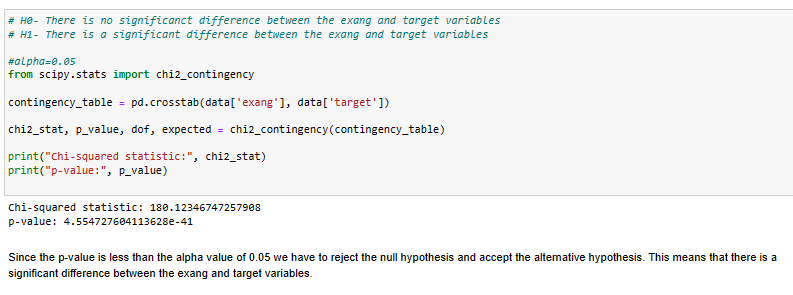 # H0- There is no significanct difference between the exang and target variables
# H1- There is a significant difference between the exang and target variables
#alpha=0.05
from scipy.stats import chi2_contingency
contingency_table = pd.crosstab(data['exang'], data['target'])
chi2_stat, p_value, dof, expected = chi2_contingency(contingency_table)
print("Chi-squared statistic:", chi2_stat)
print("p-value:", p_value)
Chi-squared statistic: 180.12346747257908
p-value: 4.554727604113628e-41
Since the p-value is less than the alpha value of 0.05 we have to reject the null hypothesis and accept the alternative hypothesis. This means that there is a
significant difference between the exang and target variables.